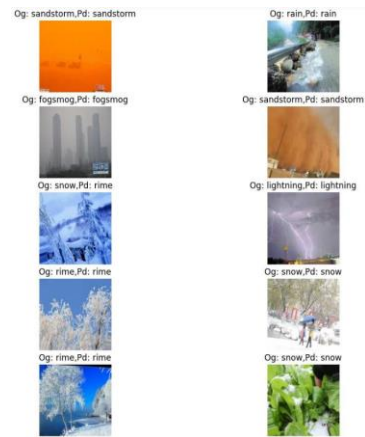 Og: sandstorm,Pd: sandstorm
Og: rain,Pd: rain
Og: fogsmog,Pd: fogsmog
Og: sandstorm,Pd: sandstorm
Og: snow,Pd: rime
Og: lightning,Pd: lightning
Og: rime,Pd: rime
Og: snow,Pd: snow
Og: rime,Pd: rime
Og: snow,Pd: snow